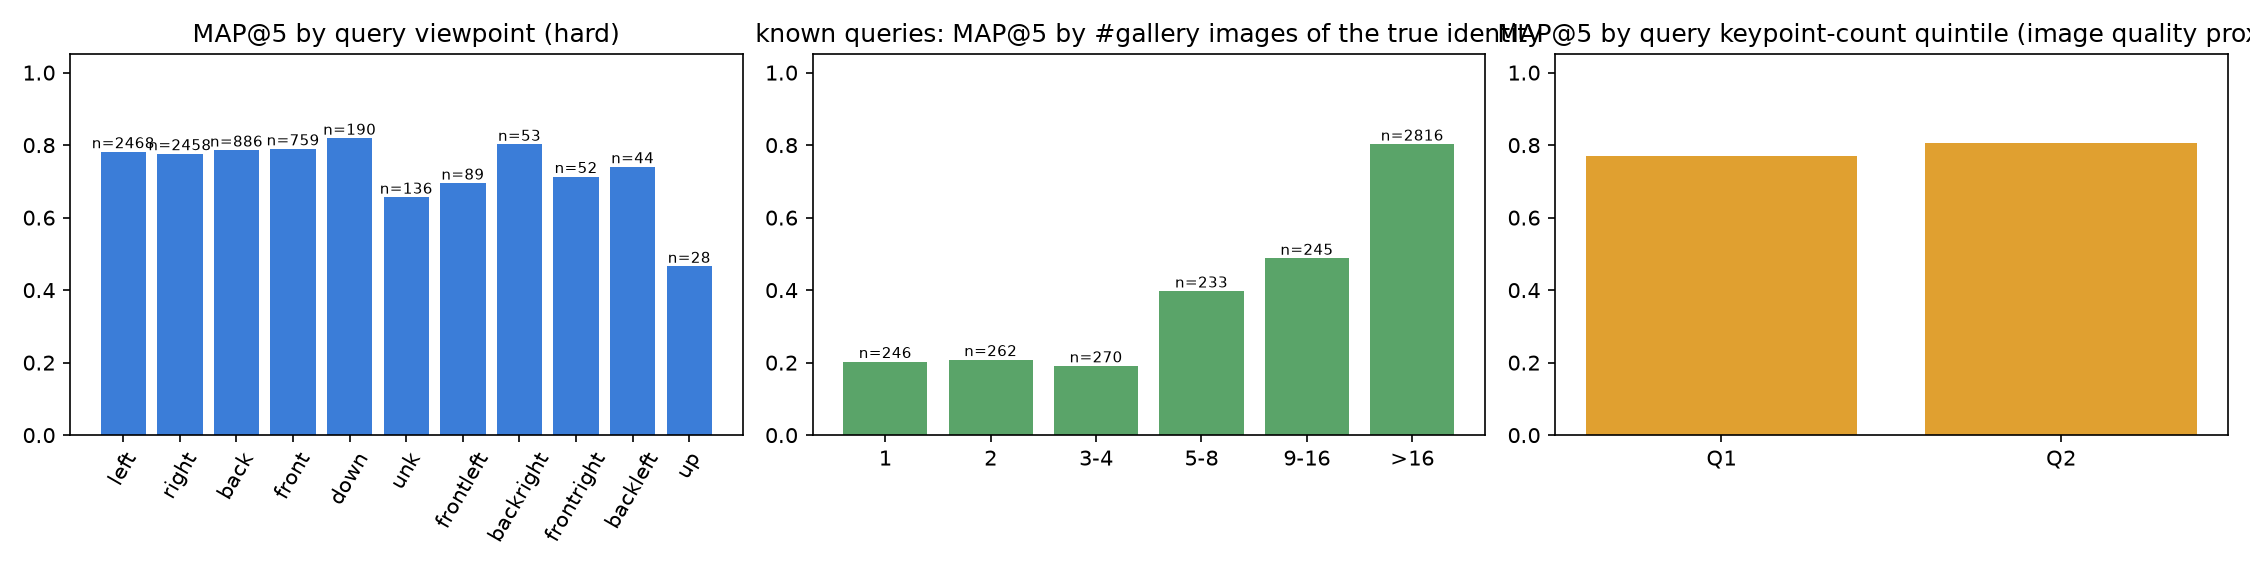 MAP@5 by query viewpoint (hard)
1.0
0.8
0.6
0.4
0.2
0.0
n=2468
n=2458
n=886
n=759
n=190
n=136
n=89
n=53
n=52
n=44
n=28
left
right
back
front
down
unk
frontleft
backright
frontright
backleft
up
known queries: MAP@5 by #gallery images of the true identity
1.0
0.8
0.6
0.4
0.2
0.0
n=246
n=262
n=270
n=233
n=245
n=2816
1
2
3-4
5-8
9-16
>16
MAP@5 by query keypoint-count quintile (image quality prox
1.0
0.8
0.6
0.4
0.2
0.0
Q1
Q2